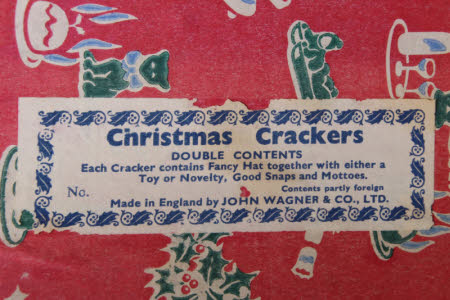 Christmas Crackers
DOUBLE CONTENTS
Each Cracker contains Fancy Hat together with either a
Toy or Novelty, Good Snaps and Mottoes.
No.
Contents partly foreign
Made in England by JOHN WAGNER & CO., LTD.